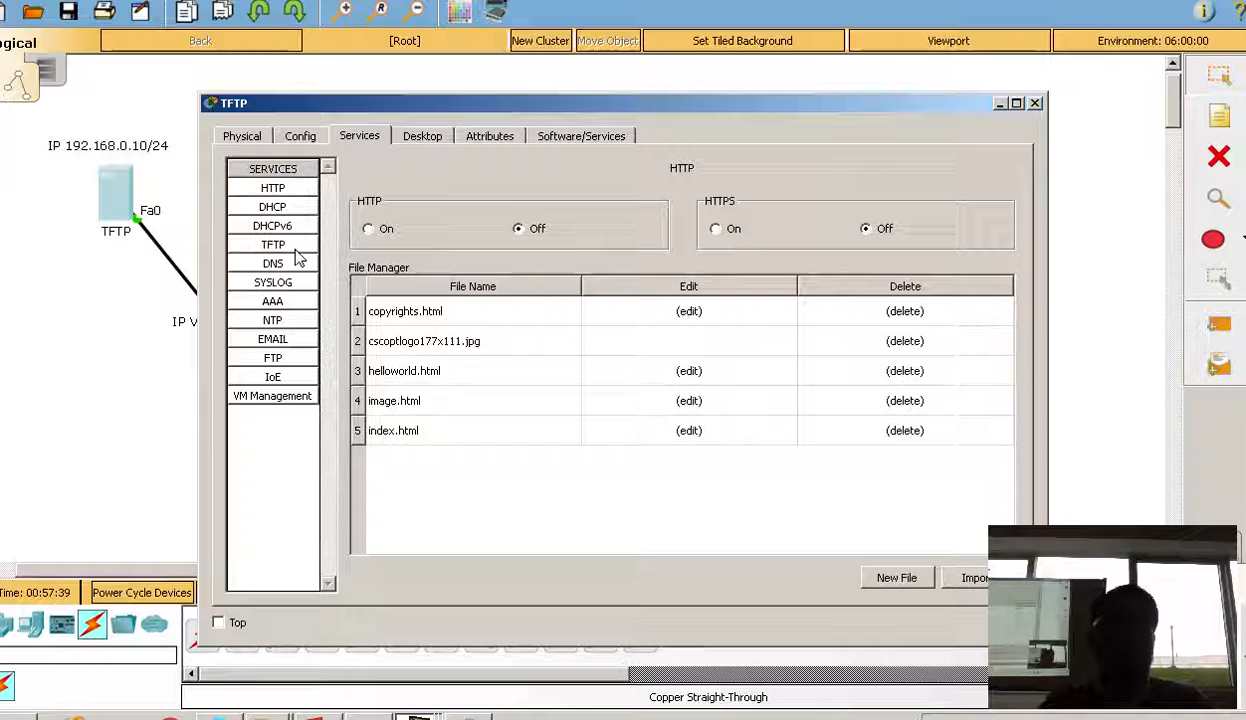 ogical
Back
[Root]
New Cluster
Move Object
Set Tiled Background
Viewport
Environment: 06:00:00
IP 192.168.0.10/24
Fa0
TFTP
IP V
TFTP
Physical
Config
Services
Desktop
Attributes
Software/Services
SERVICES
HTTP
DHCP
DHCPv6
TFTP
DNS
SYSLOG
AAA
NTP
EMAIL
FTP
IoE
VM Management
HTTP
HTTP
On
Off
HTTPS
On
Off
File Manager
File Name
Edit
Delete
1 copyrights.html (edit) (delete)
2 cscoptlogo177x111.jpg (delete)
3 helloworld.html (edit) (delete)
4 image.html (edit) (delete)
5 index.html (edit) (delete)
New File
Impor
Top
Time: 00:57:39
Power Cycle Devices
Copper Straight-Through